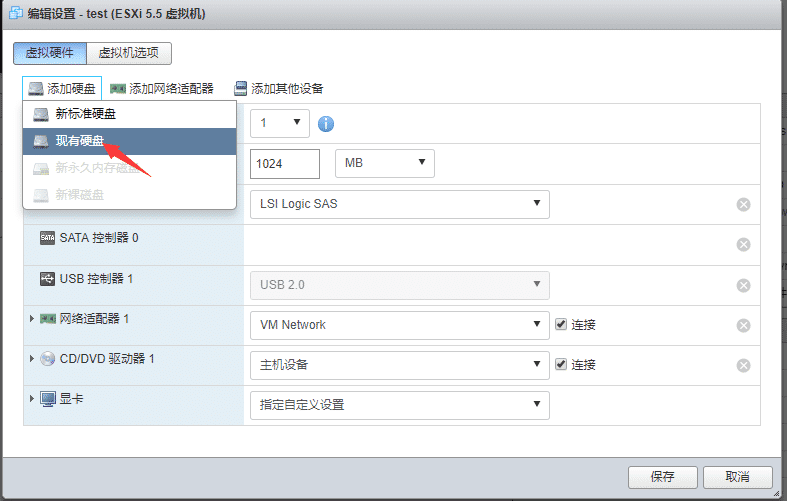 编辑设置 - test (ESXi 5.5 虚拟机)
虚拟硬件 虚拟机选项
添加硬盘 添加网络适配器 添加其他设备
新标准硬盘
1
现有硬盘
新永久内存磁盘
1024 MB
新裸磁盘
LSI Logic SAS
SATA SATA 控制器 0
USB 控制器 1 USB 2.0
网络适配器 1 VM Network 连接
CD/DVD 驱动器 1 主机设备 连接
显卡 指定自定义设置
保存 取消